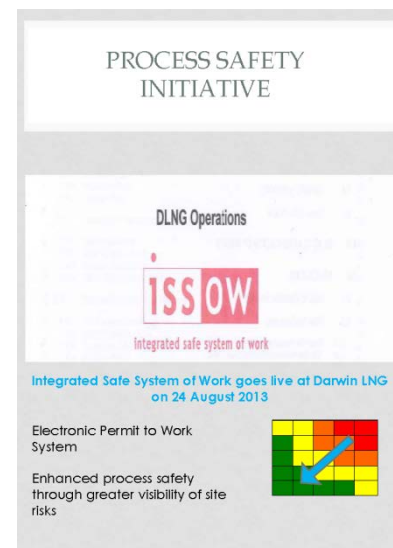 PROCESS SAFETY
INITIATIVE
DLNG Operations
ISSOW
integrated safe system of work
Integrated Safe System of Work goes live at Darwin LNG
on 24 August 2013
Electronic Permit to Work
System
Enhanced process safety
through greater visibility of site
risks